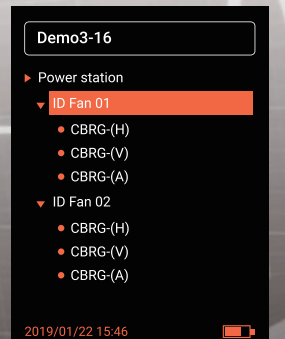 Demo3-16
Power station
ID Fan 01
CBRG-(H)
CBRG-(V)
CBRG-(A)
ID Fan 02
CBRG-(H)
CBRG-(V)
CBRG-(A)
2019/01/22 15:46